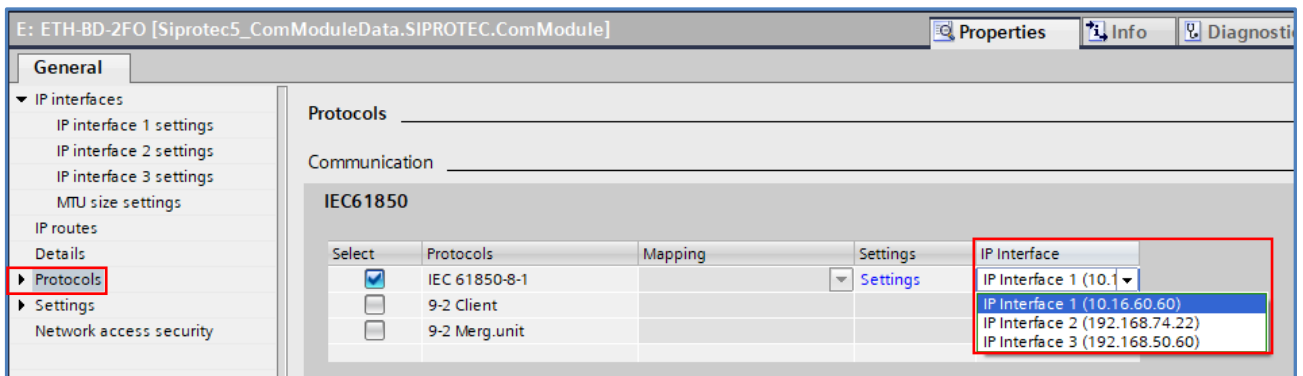 E: ETH-BD-2FO [Siprotec5_ComModuleData.SIPROTEC.ComModule]
Properties
Info
Diagnosti
General
IP interfaces
IP interface 1 settings
IP interface 2 settings
IP interface 3 settings
MTU size settings
IP routes
Details
Protocols
Settings
Network access security
Protocols
Communication
IEC61850
Select Protocols Mapping Settings IP Interface
IEC 61850-8-1 Settings IP Interface 1 (10.1
9-2 Client
9-2 Merg.unit
IP Interface 1 (10.16.60.60)
IP Interface 2 (192.168.74.22)
IP Interface 3 (192.168.50.60)